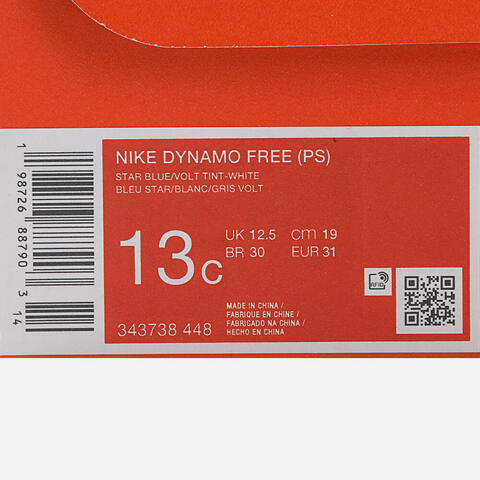 NIKE DYNAMO FREE (PS)
STAR BLUE/VOLT TINT-WHITE
BLEU STAR/BLANC/GRIS VOLT
13C
UK 12.5 CM 19
BR 30 EUR 31
RFID
MADE IN CHINA /
FABRIQUE EN CHINE /
FABRICADO NA CHINA /
HECHO EN CHINA
343738 448
1 98726 88790 3 14